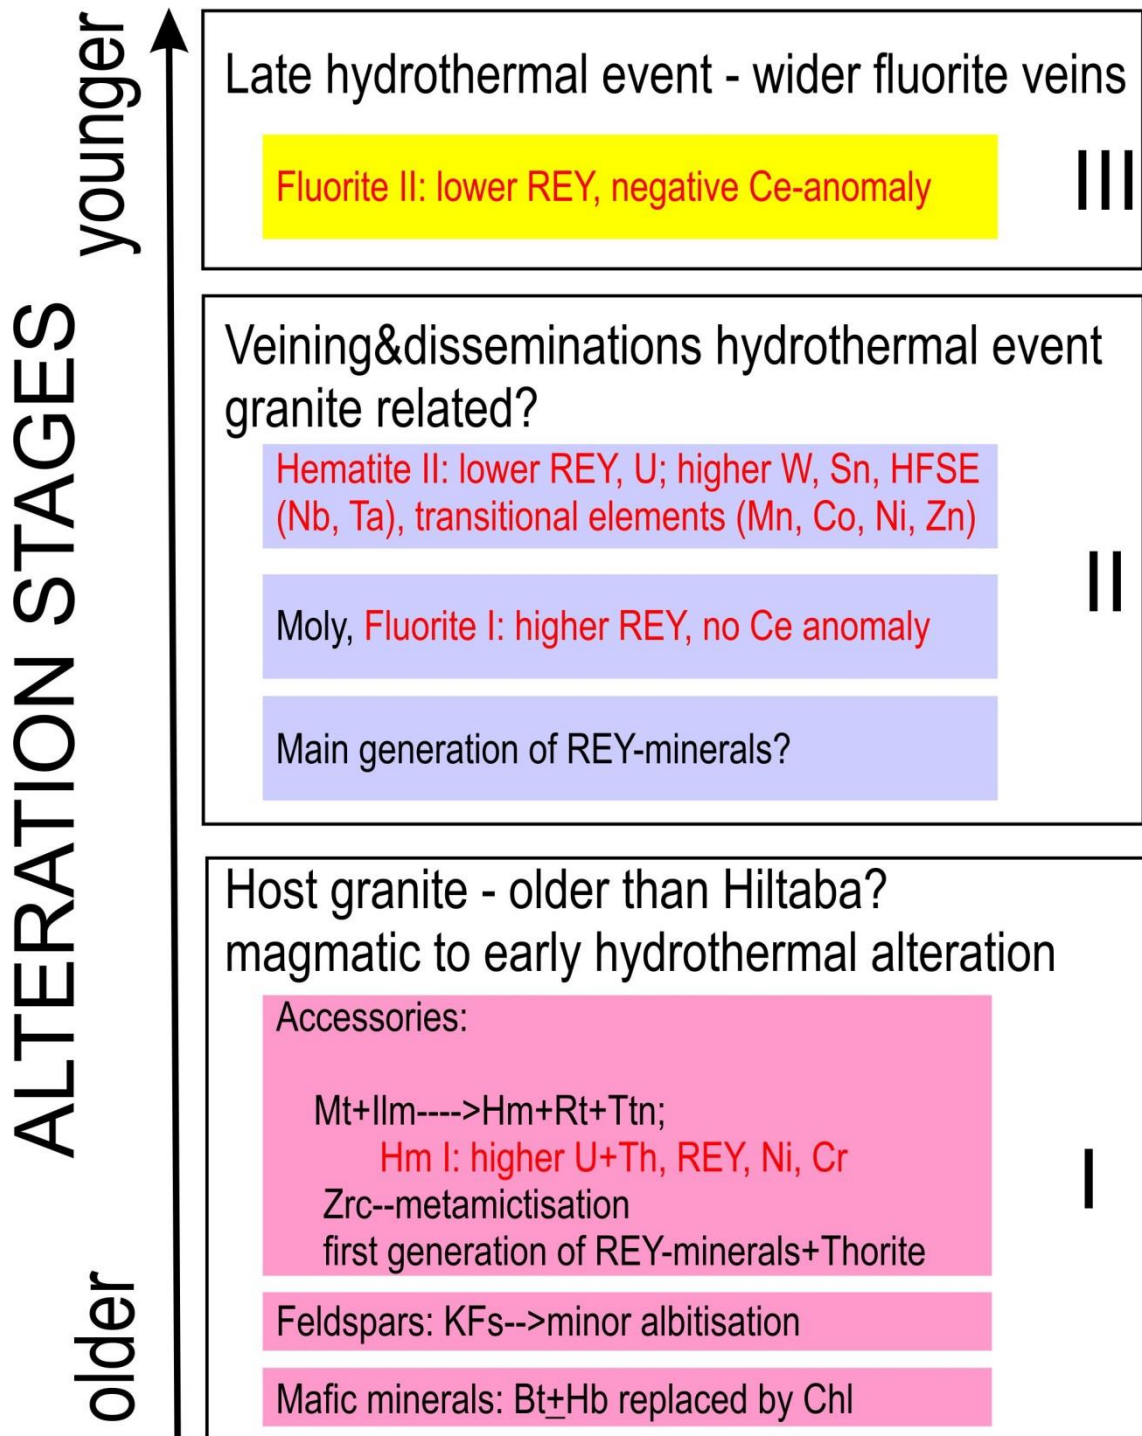 younger
ALTERATION STAGES
older
Late hydrothermal event - wider fluorite veins
Fluorite II: lower REY, negative Ce-anomaly
III
Veining&disseminations hydrothermal event
granite related?
Hematite II: lower REY, U; higher W, Sn, HFSE
(Nb, Ta), transitional elements (Mn, Co, Ni, Zn)
Moly, Fluorite I: higher REY, no Ce anomaly
Main generation of REY-minerals?
II
Host granite - older than Hiltaba?
magmatic to early hydrothermal alteration
Accessories:
Mt+Ilm---->Hm+Rt+Ttn;
Hm I: higher U+Th, REY, Ni, Cr
Zrc--metamictisation
first generation of REY-minerals+Thorite
Feldspars: KFs-->minor albitisation
Mafic minerals: Bt±Hb replaced by Chl
I